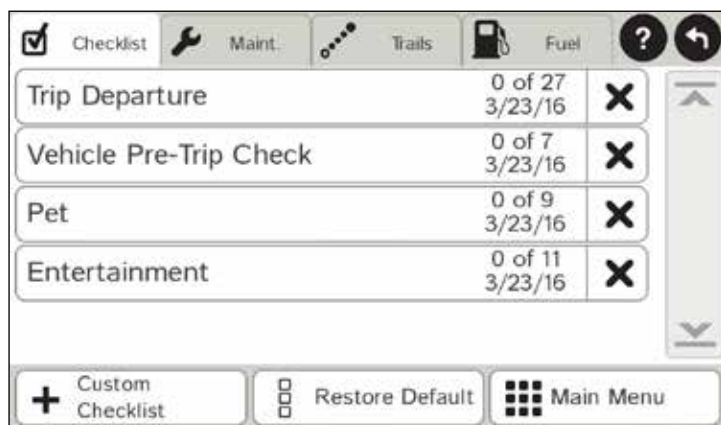 Checklist Maint. Trails Fuel ?
Trip Departure 0 of 27 3/23/16
Vehicle Pre-Trip Check 0 of 7 3/23/16
Pet 0 of 9 3/23/16
Entertainment 0 of 11 3/23/16
Custom Checklist Restore Default Main Menu